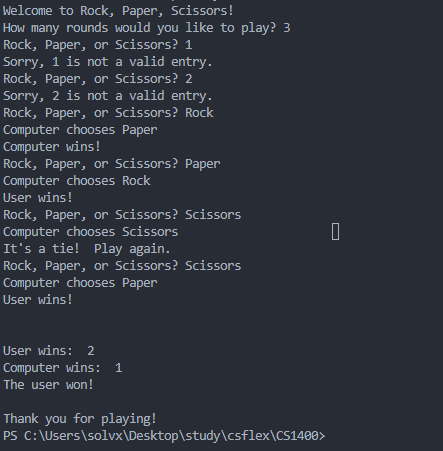 Welcome to Rock, Paper, Scissors!
How many rounds would you like to play? 3
Rock, Paper, or Scissors? 1
Sorry, 1 is not a valid entry.
Rock, Paper, or Scissors? 2
Sorry, 2 is not a valid entry.
Rock, Paper, or Scissors? Rock
Computer chooses Paper
Computer wins!
Rock, Paper, or Scissors? Paper
Computer chooses Rock
User wins!
Rock, Paper, or Scissors? Scissors
Computer chooses Scissors
It's a tie!  Play again.
Rock, Paper, or Scissors? Scissors
Computer chooses Paper
User wins!
User wins:  2
Computer wins:  1
The user won!
Thank you for playing!
PS C:\Users\solvx\Desktop\study\csflex\CS1400>